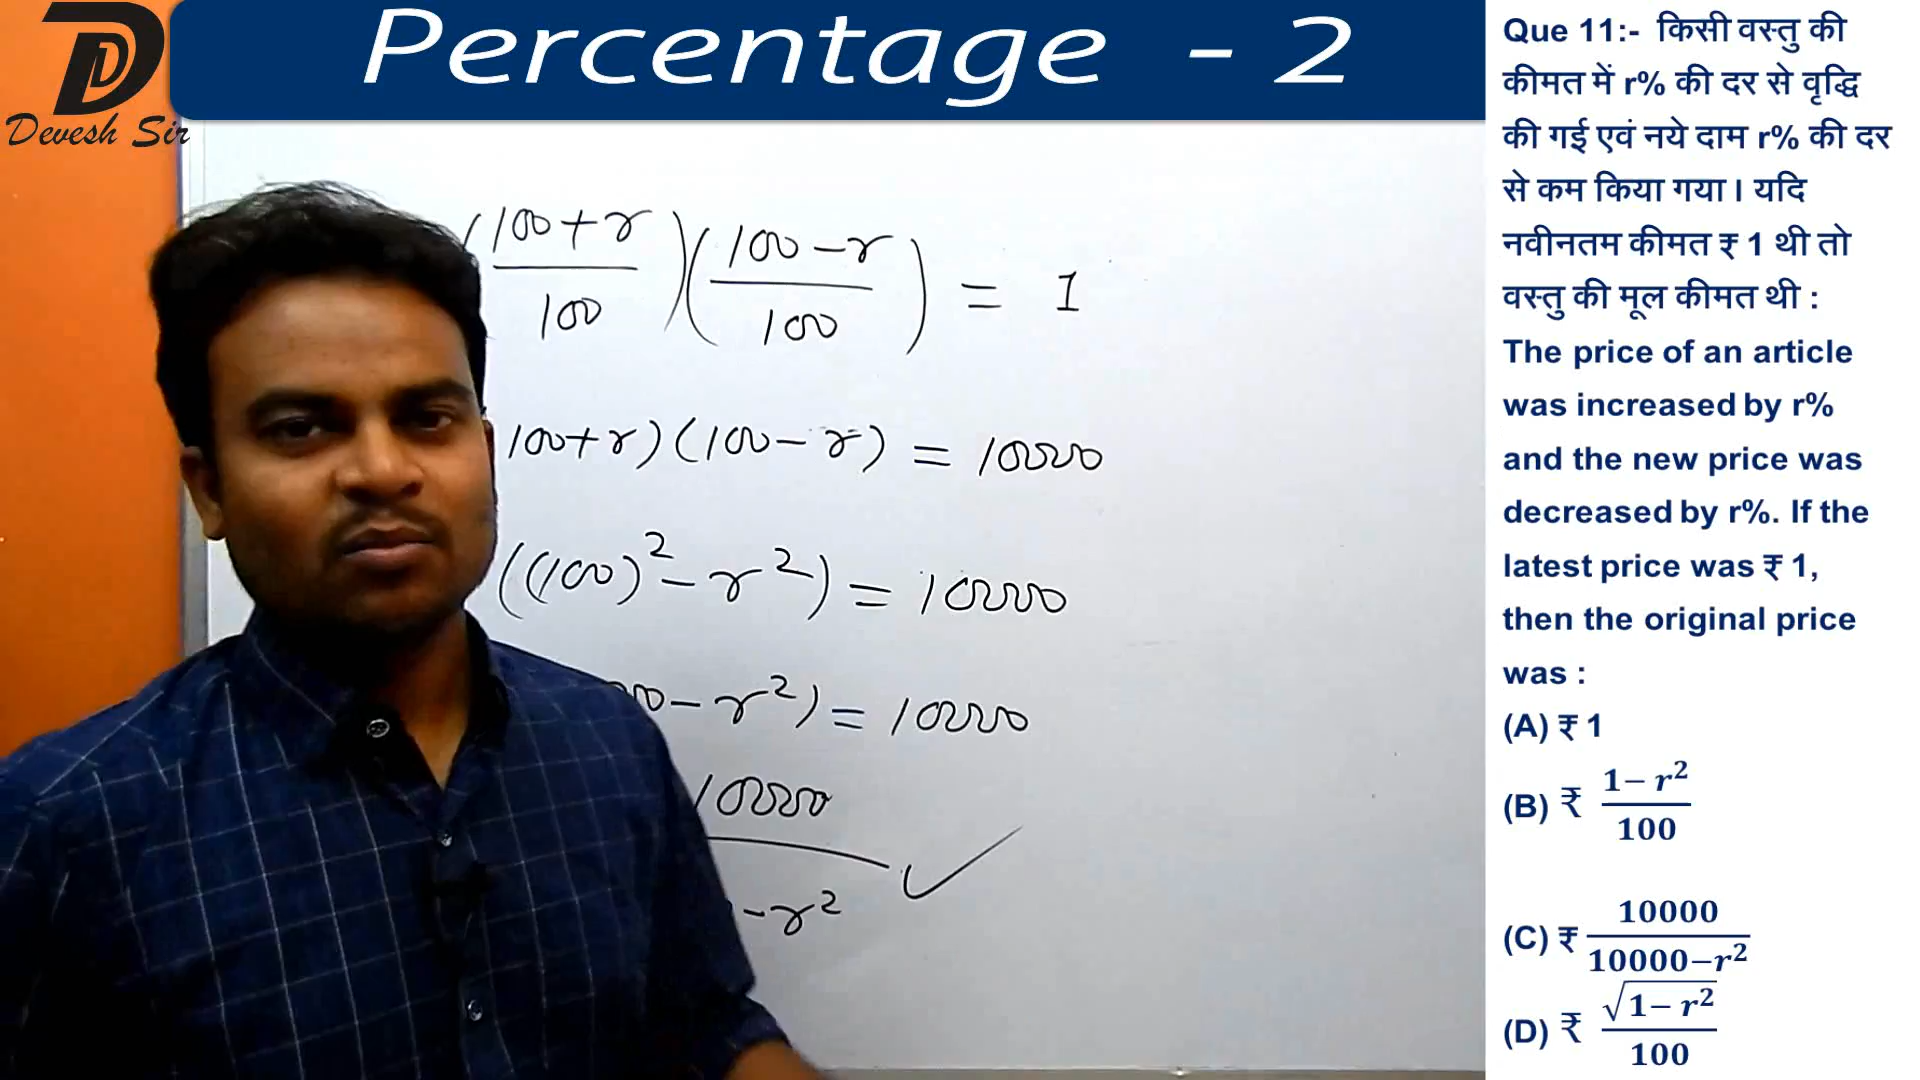 Devesh Sir
Percentage - 2
(100+r/100)(100-r/100) = 1
100+r)(100-r) = 10000
((100)²-r²) = 10000
-r²) = 10000
10000
-r²
Que 11:- किसी वस्तु की
कीमत में r% की दर से वृद्धि
की गई एवं नये दाम r% की दर
से कम किया गया। यदि
नवीनतम कीमत ₹ 1 थी तो
वस्तु की मूल कीमत थी :
The price of an article
was increased by r%
and the new price was
decreased by r%. If the
latest price was ₹ 1,
then the original price
was :
(A) ₹ 1
(B) ₹ 1- r²/100
(C) ₹ 10000/10000-r²
(D) ₹ √1- r²/100